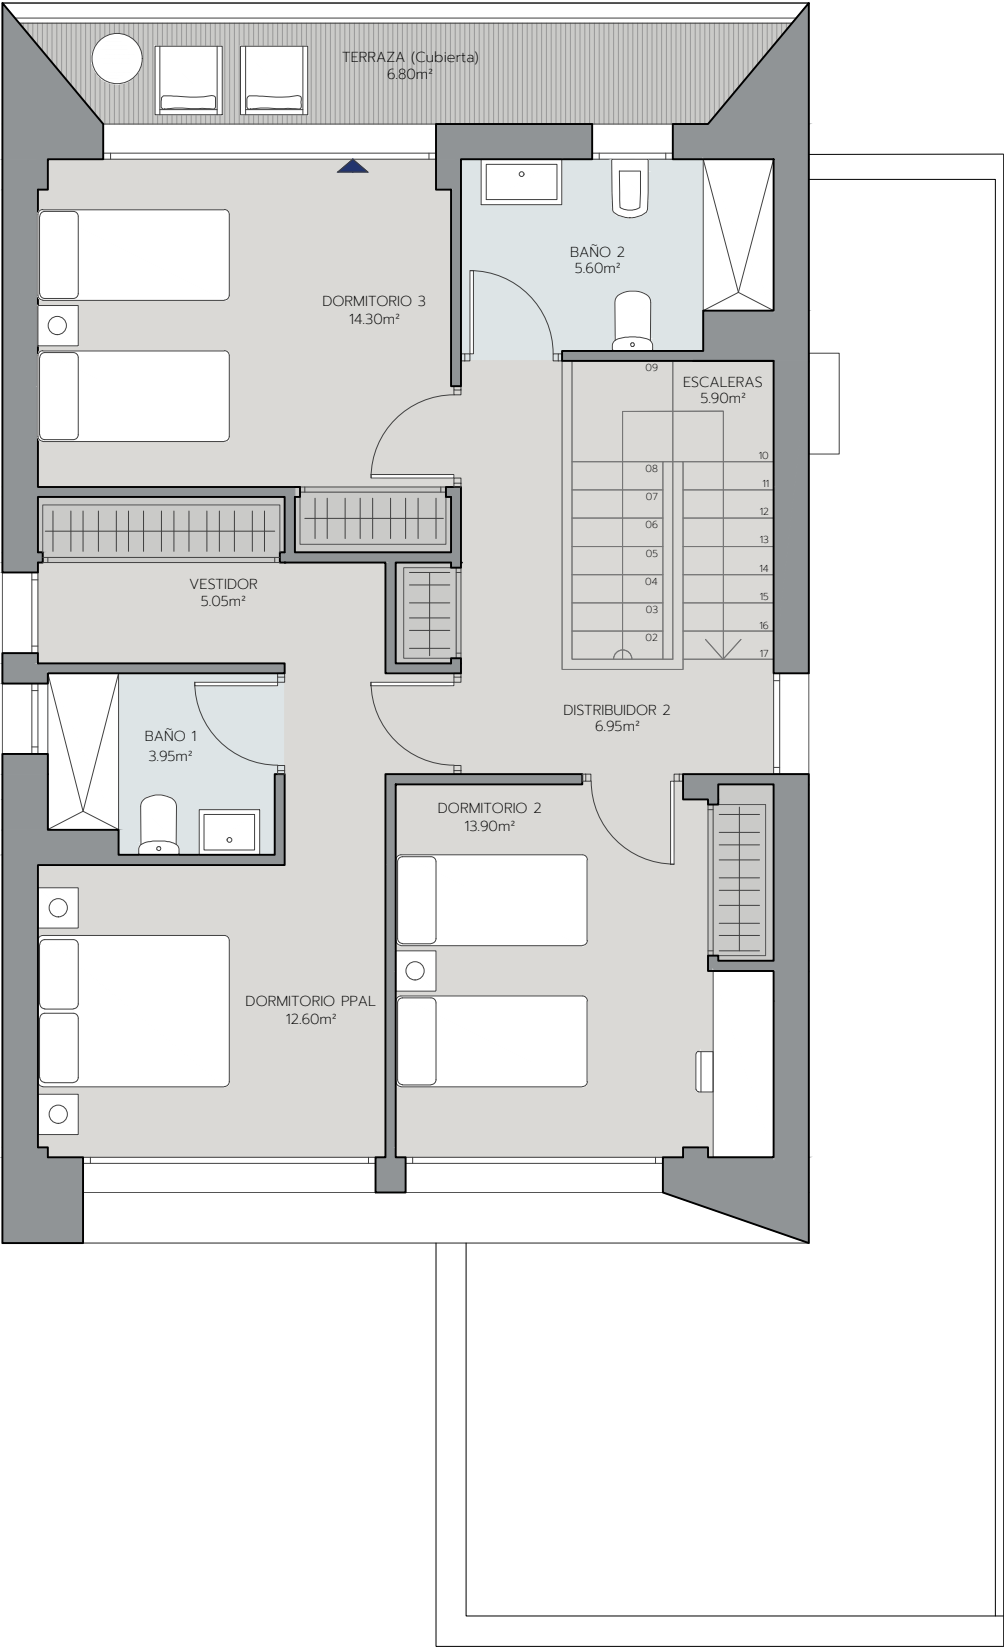 TERRAZA (Cubierta)
6.80m²
BAÑO 2
5.60m²
DORMITORIO 3
14.30m²
09
ESCALERAS
5.90m²
10
08
11
07
12
06
13
05
14
04
15
03
16
02
17
VESTIDOR
5.05m²
DISTRIBUIDOR 2
6.95m²
BAÑO 1
3.95m²
DORMITORIO 2
13.90m²
DORMITORIO PPAL
12.60m²